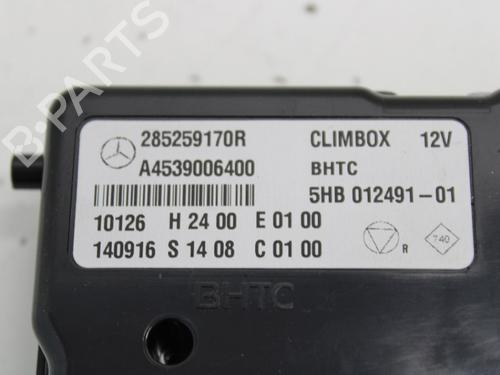 B-PARTS
285259170R CLIMBOX 12V
A4539006400 BHTC
5HB 012491-01
10126 H 24 00 E 01 00
140916 S 14 08 C 01 00
R 740
BHTC